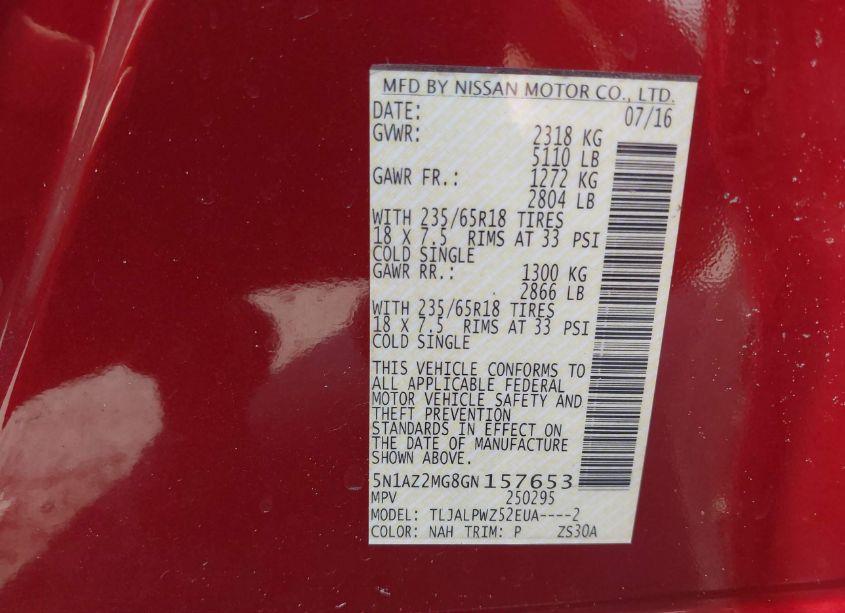 MFD BY NISSAN MOTOR CO., LTD.
DATE: 07/16
GVWR: 2318 KG
5110 LB
GAWR FR.: 1272 KG
2804 LB
WITH 235/65R18 TIRES
18 X 7.5 RIMS AT 33 PSI
COLD SINGLE
GAWR RR.: 1300 KG
2866 LB
WITH 235/65R18 TIRES
18 X 7.5 RIMS AT 33 PSI
COLD SINGLE
THIS VEHICLE CONFORMS TO
ALL APPLICABLE FEDERAL
MOTOR VEHICLE SAFETY AND
THEFT PREVENTION
STANDARDS IN EFFECT ON
THE DATE OF MANUFACTURE
SHOWN ABOVE.
5N1AZ2MG8GN157653
MPV 250295
MODEL: TLJALPWZ52EUA----2
COLOR: NAH TRIM: P ZS30A